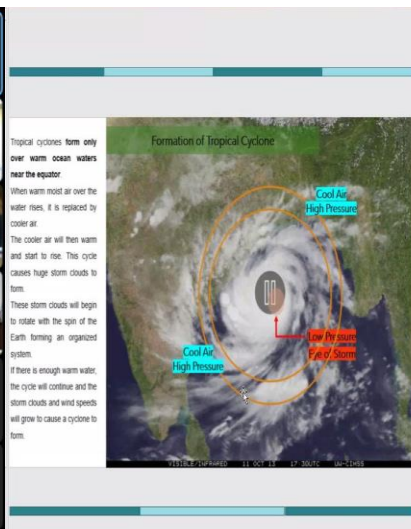 Tropical cyclones form only
over warm ocean waters
near the equator.
When warm moist air over the
water rises, it is replaced by
cooler air.
The cooler air will then warm
and start to rise. This cycle
causes huge storm clouds to
form.
These storm clouds will begin
to rotate with the spin of the
Earth forming an organized
system.
If there is enough warm water,
the cycle will continue and the
storm clouds and wind speeds
will grow to cause a cyclone to
form.
Formation of Tropical Cyclone
Cool Air
High Pressure
Low Pressure
Eye of Storm
Cool Air
High Pressure
VISIBLE/INFRARED 11 OCT 13 17 30UTC UW-CIMSS